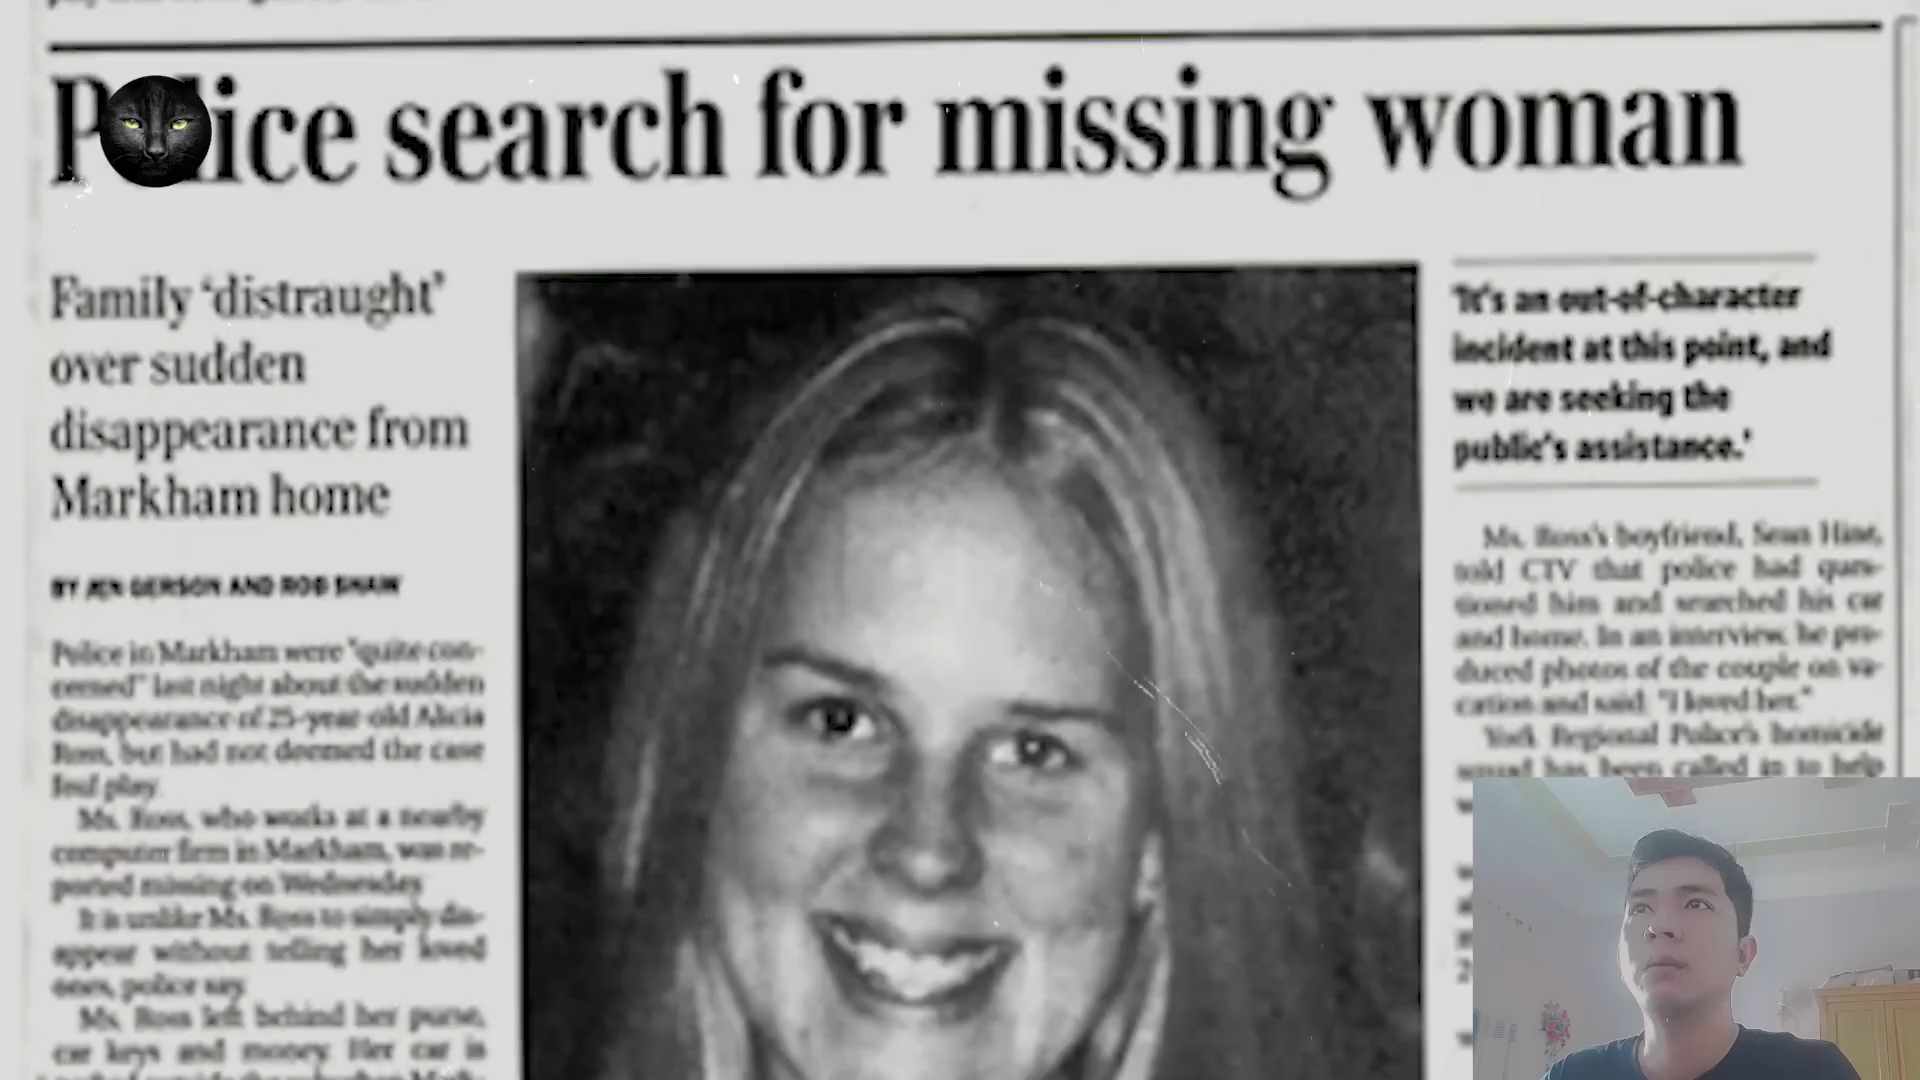 Police search for missing woman
Family ‘distraught’
over sudden
disappearance from
Markham home
BY JEN GERSON AND ROB SHAW
Police in Markham were "quite con-
cerned" last night about the sudden
disappearance of 25-year-old Alicia
Ross, but had not deemed the case
foul play.
Ms. Ross, who works at a nearby
computer firm in Markham, was re-
ported missing on Wednesday.
It is unlike Ms. Ross to simply dis-
appear without telling her loved
ones, police say.
Ms. Ross left behind her purse,
car keys and money. Her car is
'It's an out-of-character
incident at this point, and
we are seeking the
public's assistance.'
Ms. Ross's boyfriend, Sean Hine,
told CTV that police had ques-
tioned him and searched his car
and home. In an interview, he pro-
duced photos of the couple on va-
cation and said: "I loved her."
York Regional Police's homicide
squad has been called in to help